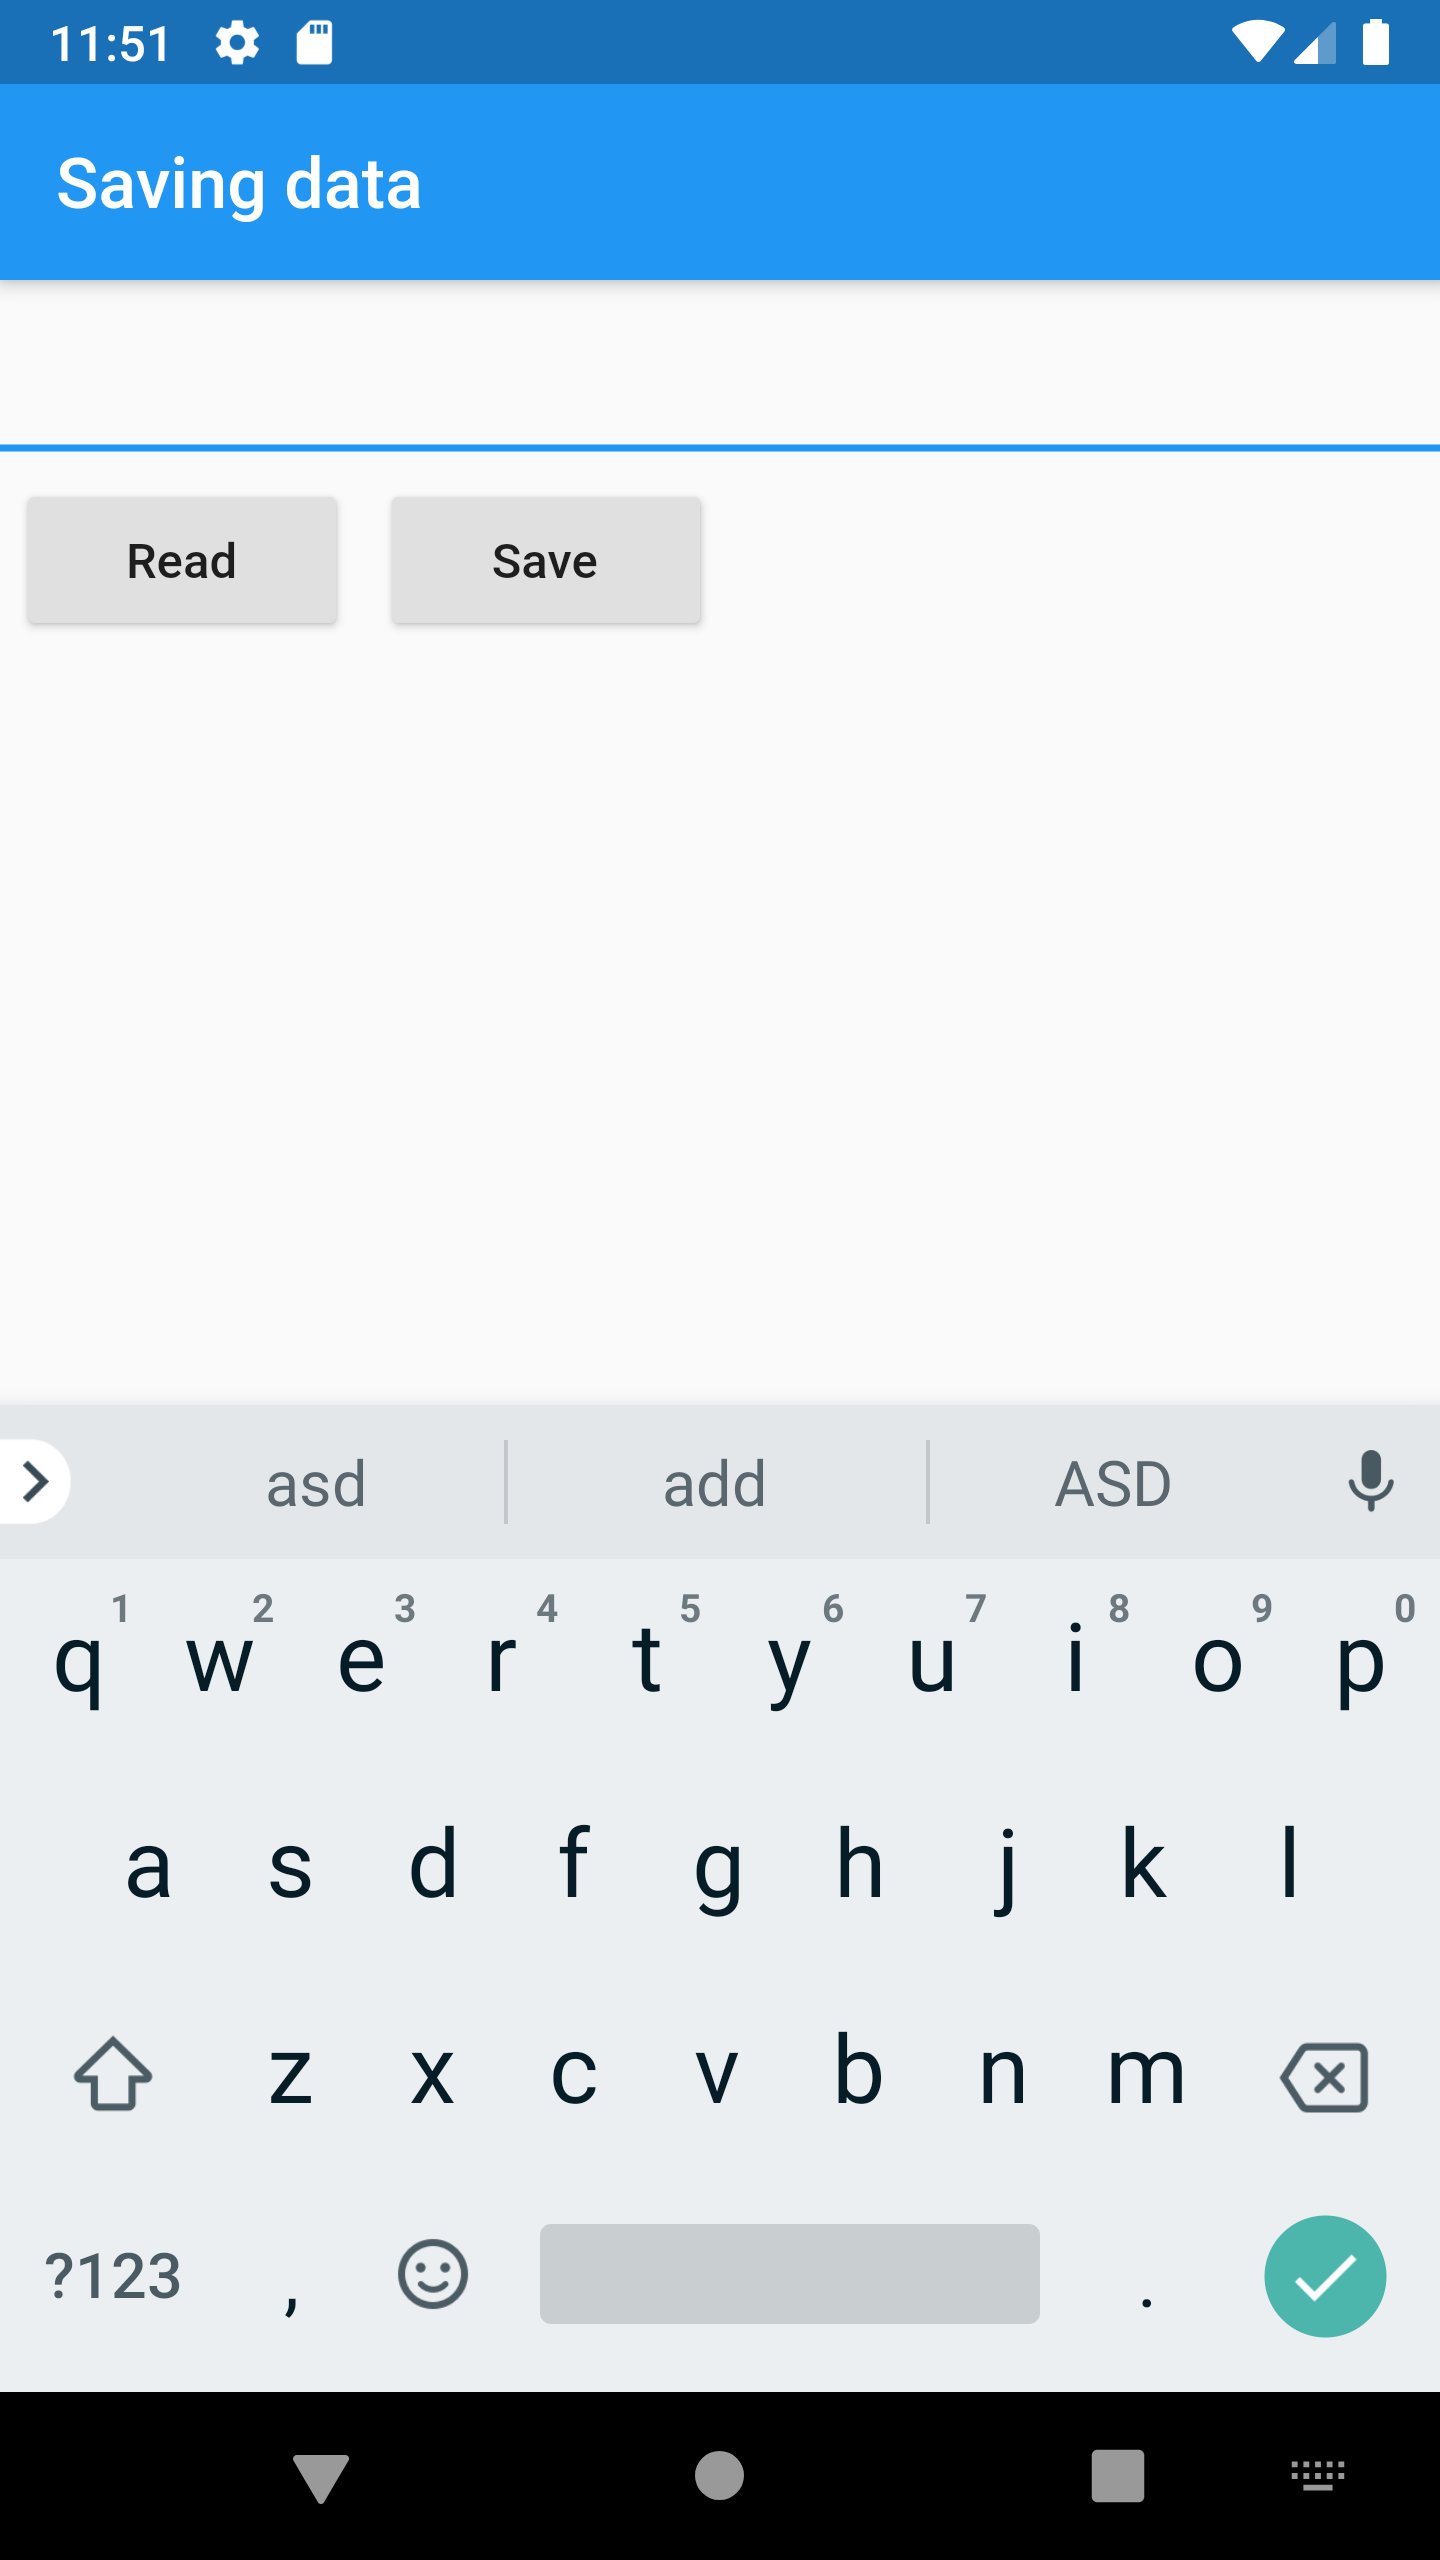 11:51
Saving data
Read Save
asd add ASD
1 2 3 4 5 6 7 8 9 0
q w e r t y u i o p
a s d f g h j k l
z x c v b n m
?123 , .